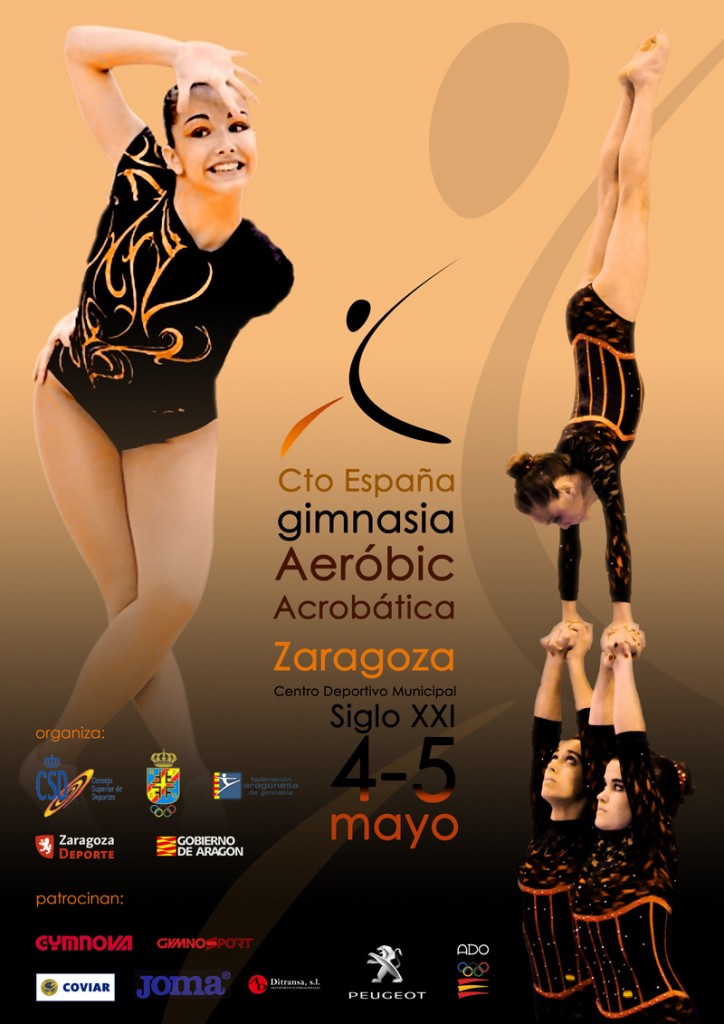 Cto España
gimnasia
Aeróbic
Acrobática
Zaragoza
Centro Deportivo Municipal
Siglo XXI
4-5
mayo
organiza:
CSD
Consejo
Superior de
Deportes
federación
aragonesa
de gimnasia
Zaragoza
DEPORTE
GOBIERNO
DE ARAGON
patrocinan:
GYMNOVA
GYMNOSPORT
COVIAR
Joma
Ditransa, s.l.
PEUGEOT
ADO